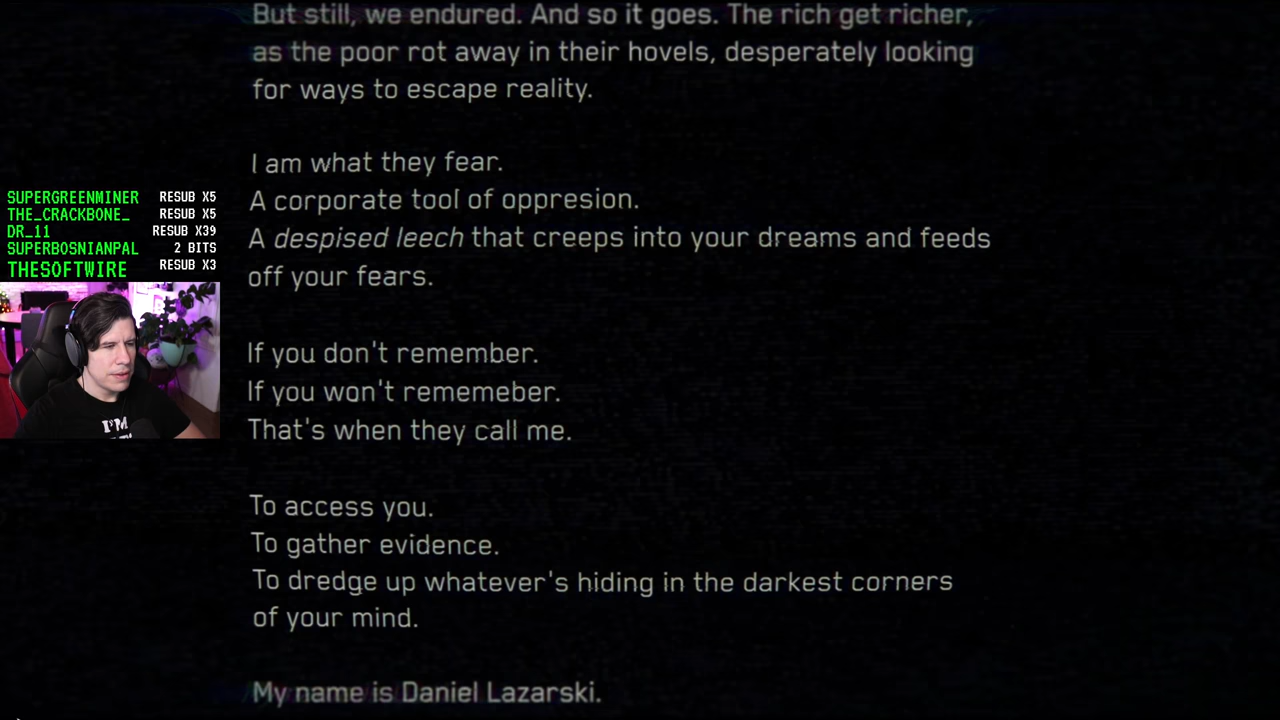 But still, we endured. And so it goes. The rich get richer,
as the poor rot away in their hovels, desperately looking
for ways to escape reality.
I am what they fear.
A corporate tool of oppresion.
A despised leech that creeps into your dreams and feeds
off your fears.
If you don't remember.
If you won't rememeber.
That's when they call me.
To access you.
To gather evidence.
To dredge up whatever's hiding in the darkest corners
of your mind.
My name is Daniel Lazarski.
SUPERGREENMINER RESUB X5
THE_CRACKBONE_ RESUB X5
DR_11 RESUB X39
SUPERBOSNIANPAL 2 BITS
THESOFTWIRE RESUB X3
I'M